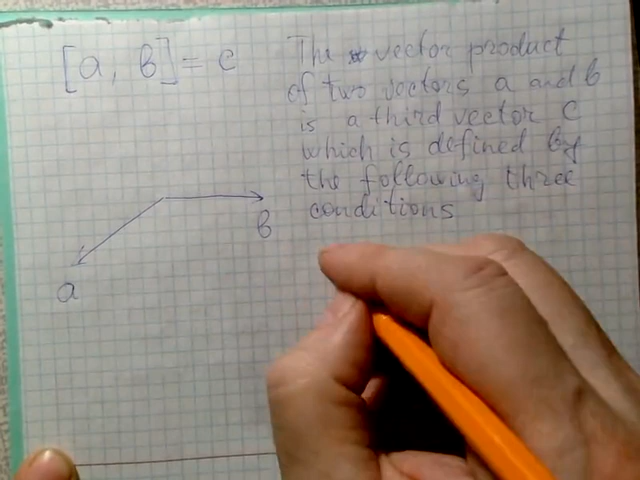 [a, b] = c
The vector product
of two vectors a and b
is a third vector c
which is defined by
the following three
conditions
b
a